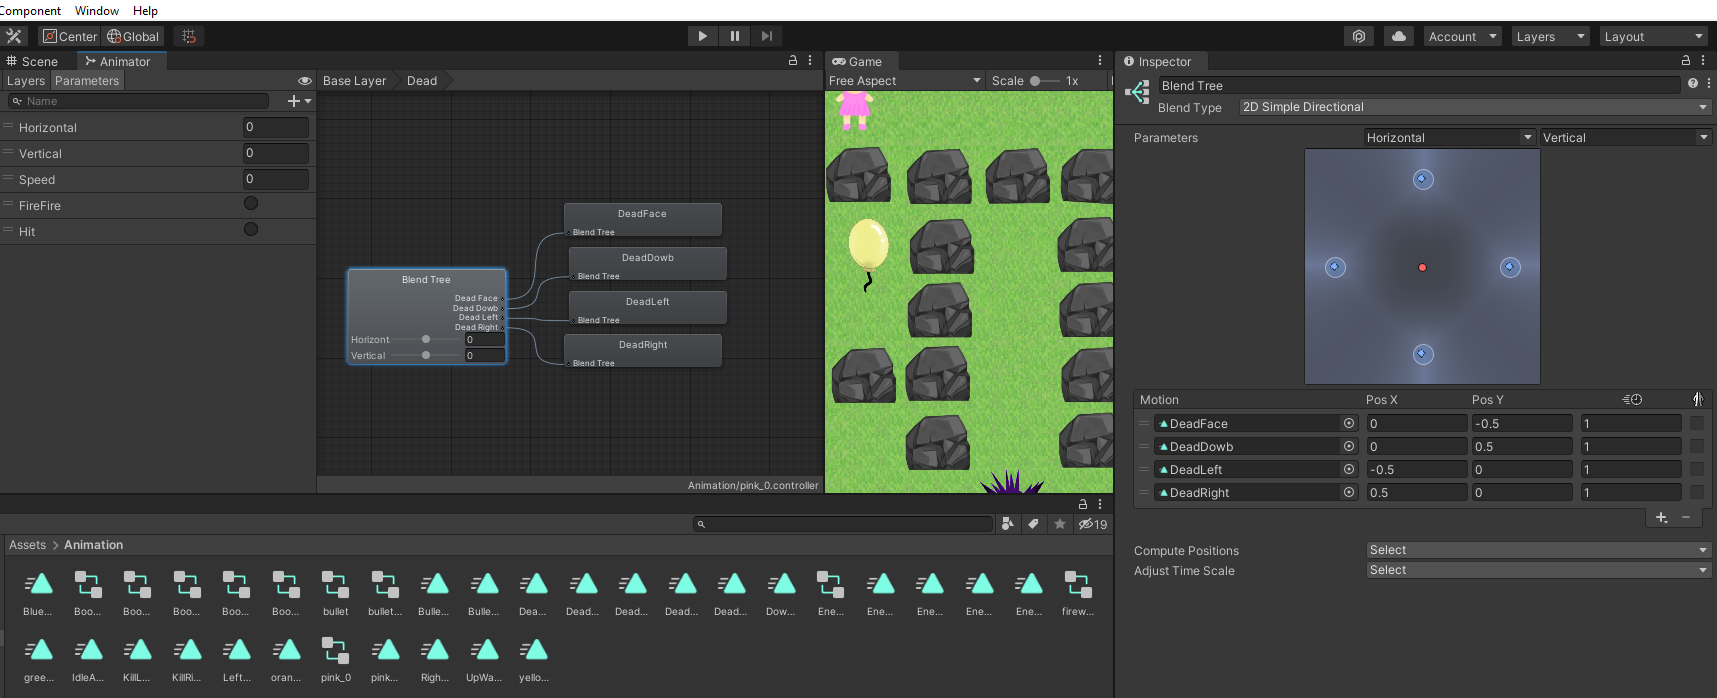 Component Window Help
Center Global Account Layers Layout
Scene Animator
Layers Parameters Base Layer Dead
Name
Horizontal 0
Vertical 0
Speed 0
FireFire
Hit
DeadFace
Blend Tree
DeadDowb
Blend Tree
DeadLeft
Blend Tree
DeadRight
Blend Tree
Blend Tree
Dead Face
Dead Dowb
Dead Left
Dead Right
Horizont 0
Vertical 0
Animation/pink_0.controller
Game
Free Aspect Scale 1x
Inspector
Blend Tree
Blend Type 2D Simple Directional
Parameters Horizontal Vertical
Motion Pos X Pos Y
DeadFace 0 -0.5 1
DeadDowb 0 0.5 1
DeadLeft -0.5 0 1
DeadRight 0.5 0 1
Compute Positions Select
Adjust Time Scale Select
19
Assets > Animation
Blue... Boo... Boo... Boo... Boo... Boo... bullet bullet... Bulle... Bulle... Dea... Dead... Dead... Dead... Dead... Dow... Ene... Ene... Ene... Ene... Ene... firew...
gree... IdleA... KillL... KillRi... Left... oran... pink_0 pink... Righ... UpWa... yello...